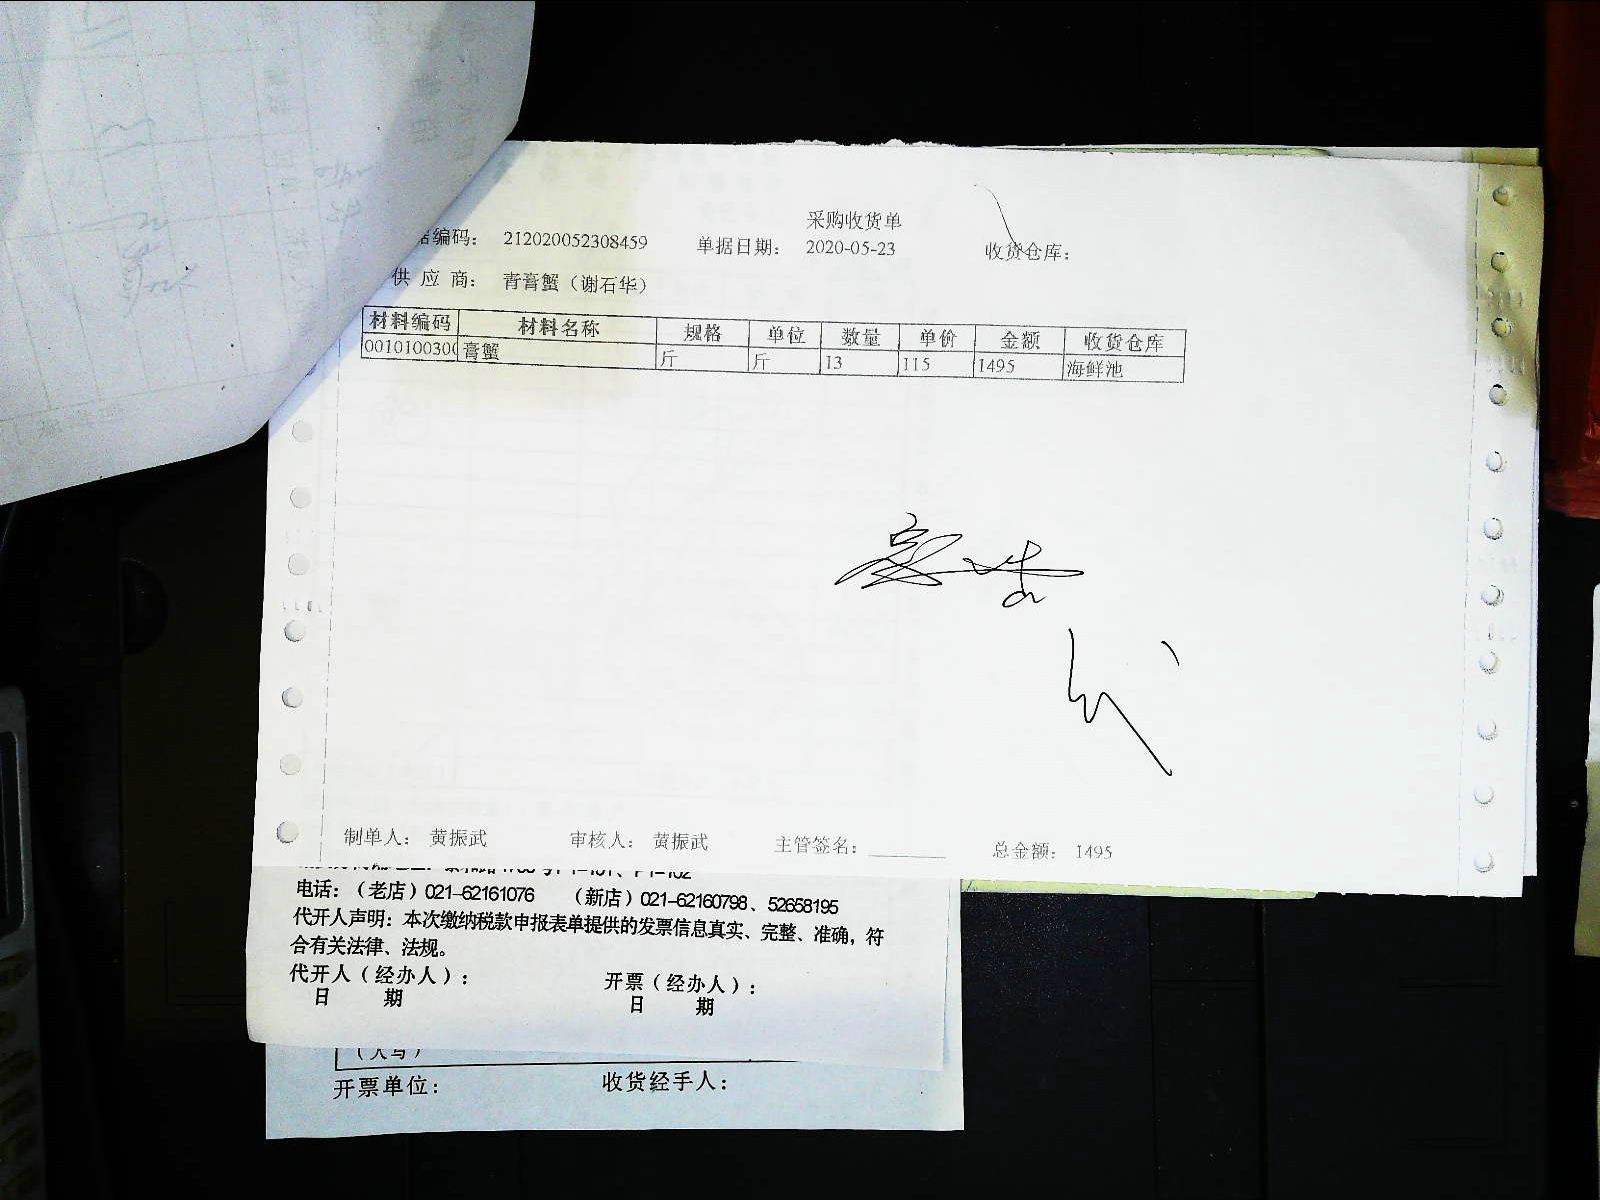 采购收货单
据编码： 212020052308459 单据日期： 2020-05-23 收货仓库：
供 应 商： 青膏蟹（谢石华）
材料编码 材料名称 规格 单位 数量 单价 金额 收货仓库
0010100300 膏蟹 斤 斤 13 115 1495 海鲜池
制单人： 黄振武 审核人： 黄振武 主管签名：________ 总金额： 1495
电话：（老店）021-62161076 （新店）021-62160798、52658195
代开人声明：本次缴纳税款申报表单提供的发票信息真实、完整、准确，符
合有关法律、法规。
代开人（经办人）： 开票（经办人）：
日 期 日 期
（大写）
开票单位： 收货经手人：